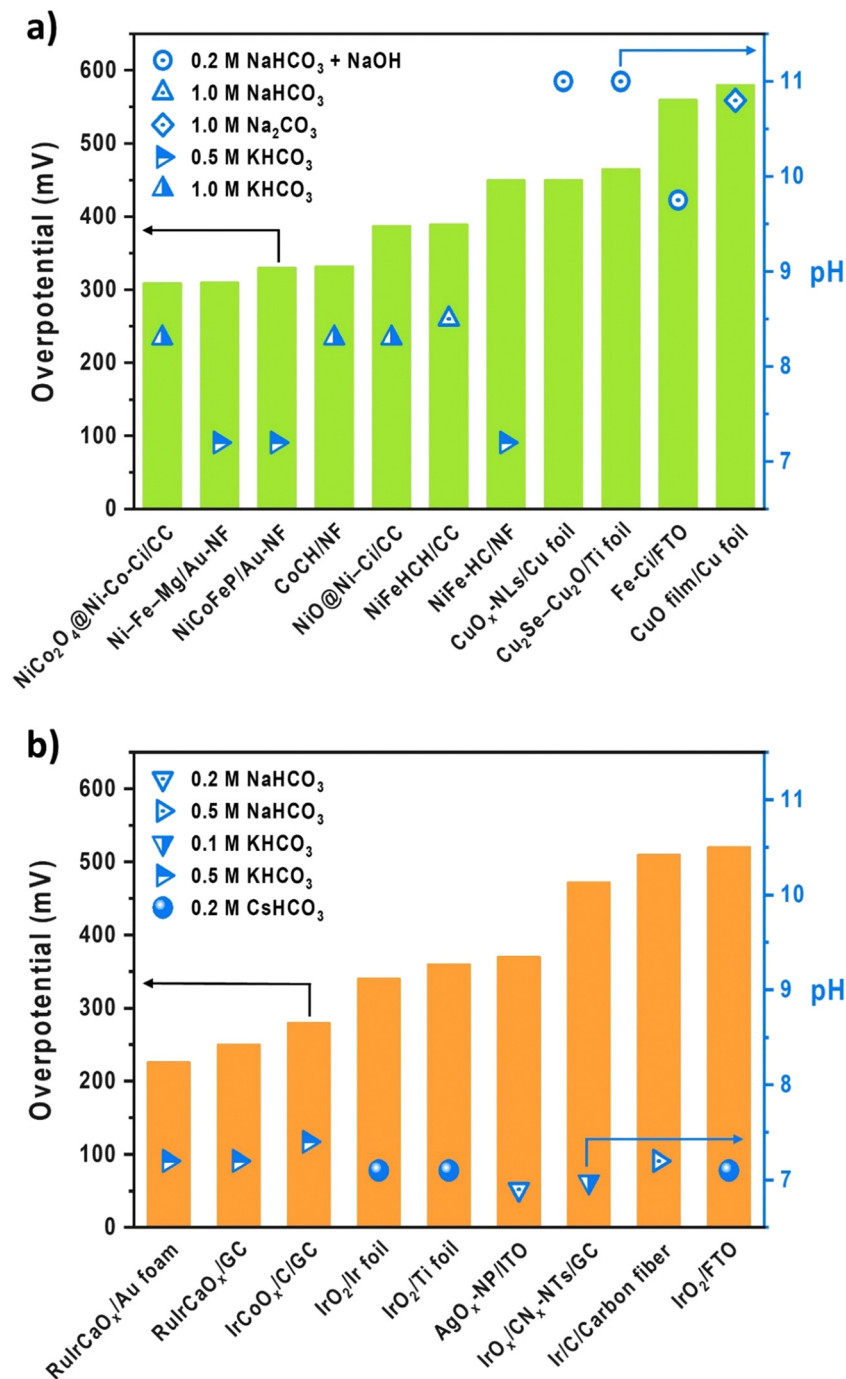 a)
0.2 M NaHCO₃ + NaOH
1.0 M NaHCO₃
1.0 M Na₂CO₃
0.5 M KHCO₃
1.0 M KHCO₃
Overpotential (mV)
600
500
400
300
200
100
0
11
10
9
8
7
pH
NiCo₂O₄@Ni-Co-Ci/CC
Ni–Fe–Mg/Au-NF
NiCoFeP/Au-NF
CoCH/NF
NiO@Ni–Ci/CC
NiFeHCH/CC
NiFe-HC/NF
CuOₓ-NLs/Cu foil
Cu₂Se–Cu₂O/Ti foil
Fe-Ci/FTO
CuO film/Cu foil
b)
0.2 M NaHCO₃
0.5 M NaHCO₃
0.1 M KHCO₃
0.5 M KHCO₃
0.2 M CsHCO₃
Overpotential (mV)
600
500
400
300
200
100
0
11
10
9
8
7
pH
RuIrCaOₓ/Au foam
RuIrCaOₓ/GC
IrCoOₓ/C/GC
IrO₂/Ir foil
IrO₂/Ti foil
AgOₓ-NP/ITO
IrOₓ/CNₓ-NTs/GC
Ir/C/Carbon fiber
IrO₂/FTO